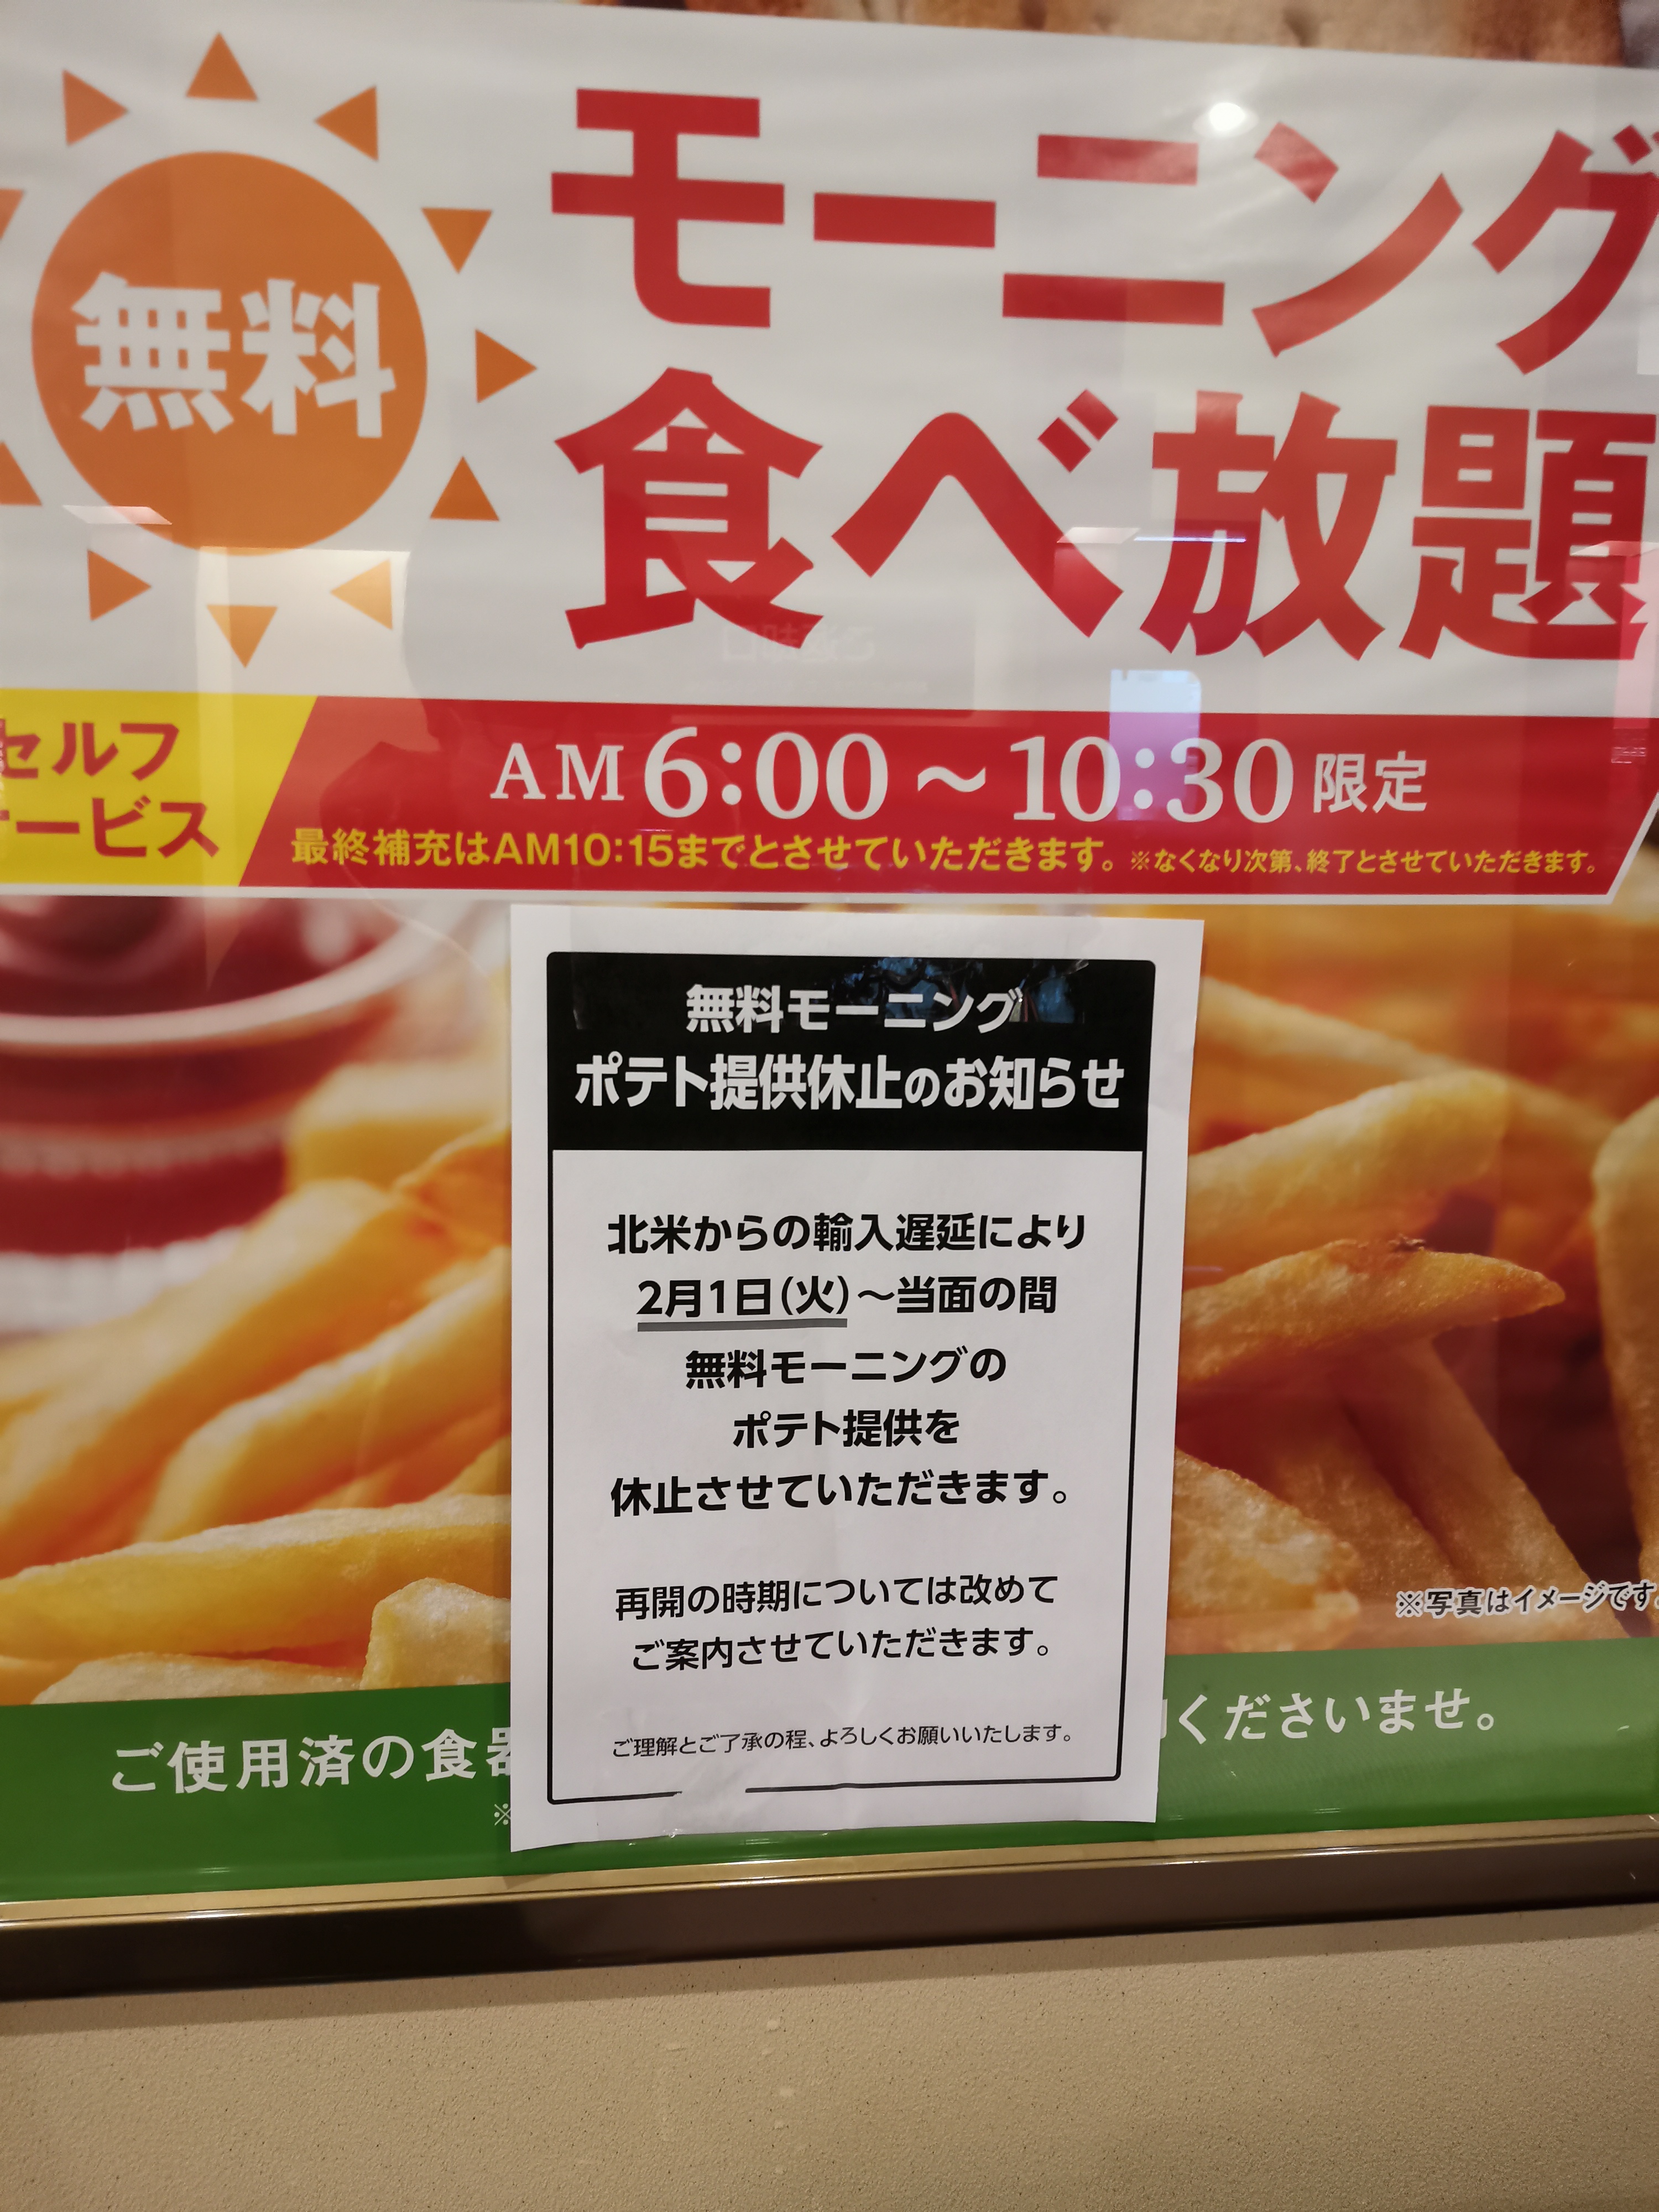 無料
モーニング
食べ放題
セルフ
サービス
AM 6:00～10:30 限定
最終補充はAM10:15までとさせていただきます。※なくなり次第、終了とさせていただきます。
無料モーニング
ポテト提供休止のお知らせ
北米からの輸入遅延により
2月1日(火)～当面の間
無料モーニングの
ポテト提供を
休止させていただきます。
再開の時期については改めて
ご案内させていただきます。
ご理解とご了承の程、よろしくお願いいたします。
※写真はイメージです。
ご使用済の食器
くださいませ。
※